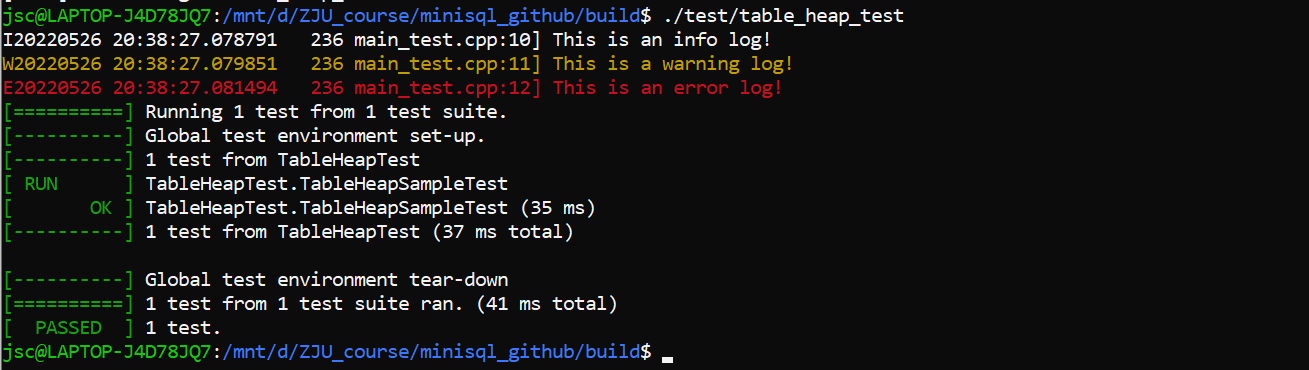 jsc@LAPTOP-J4D78JQ7:/mnt/d/ZJU_course/minisql_github/build$ ./test/table_heap_test
I20220526 20:38:27.078791   236 main_test.cpp:10] This is an info log!
W20220526 20:38:27.079851   236 main_test.cpp:11] This is a warning log!
E20220526 20:38:27.081494   236 main_test.cpp:12] This is an error log!
[==========] Running 1 test from 1 test suite.
[----------] Global test environment set-up.
[----------] 1 test from TableHeapTest
[ RUN      ] TableHeapTest.TableHeapSampleTest
[       OK ] TableHeapTest.TableHeapSampleTest (35 ms)
[----------] 1 test from TableHeapTest (37 ms total)

[----------] Global test environment tear-down
[==========] 1 test from 1 test suite ran. (41 ms total)
[  PASSED  ] 1 test.
jsc@LAPTOP-J4D78JQ7:/mnt/d/ZJU_course/minisql_github/build$